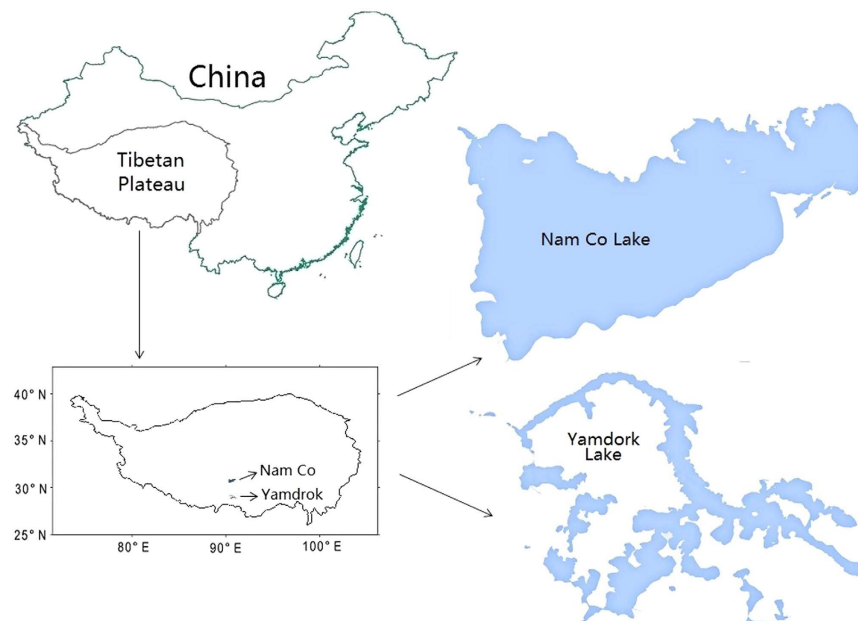 China
Tibetan
Plateau
Nam Co Lake
40° N
35° N
30° N
25° N
Nam Co
Yamdrok
80° E
90° E
100° E
Yamdork
Lake